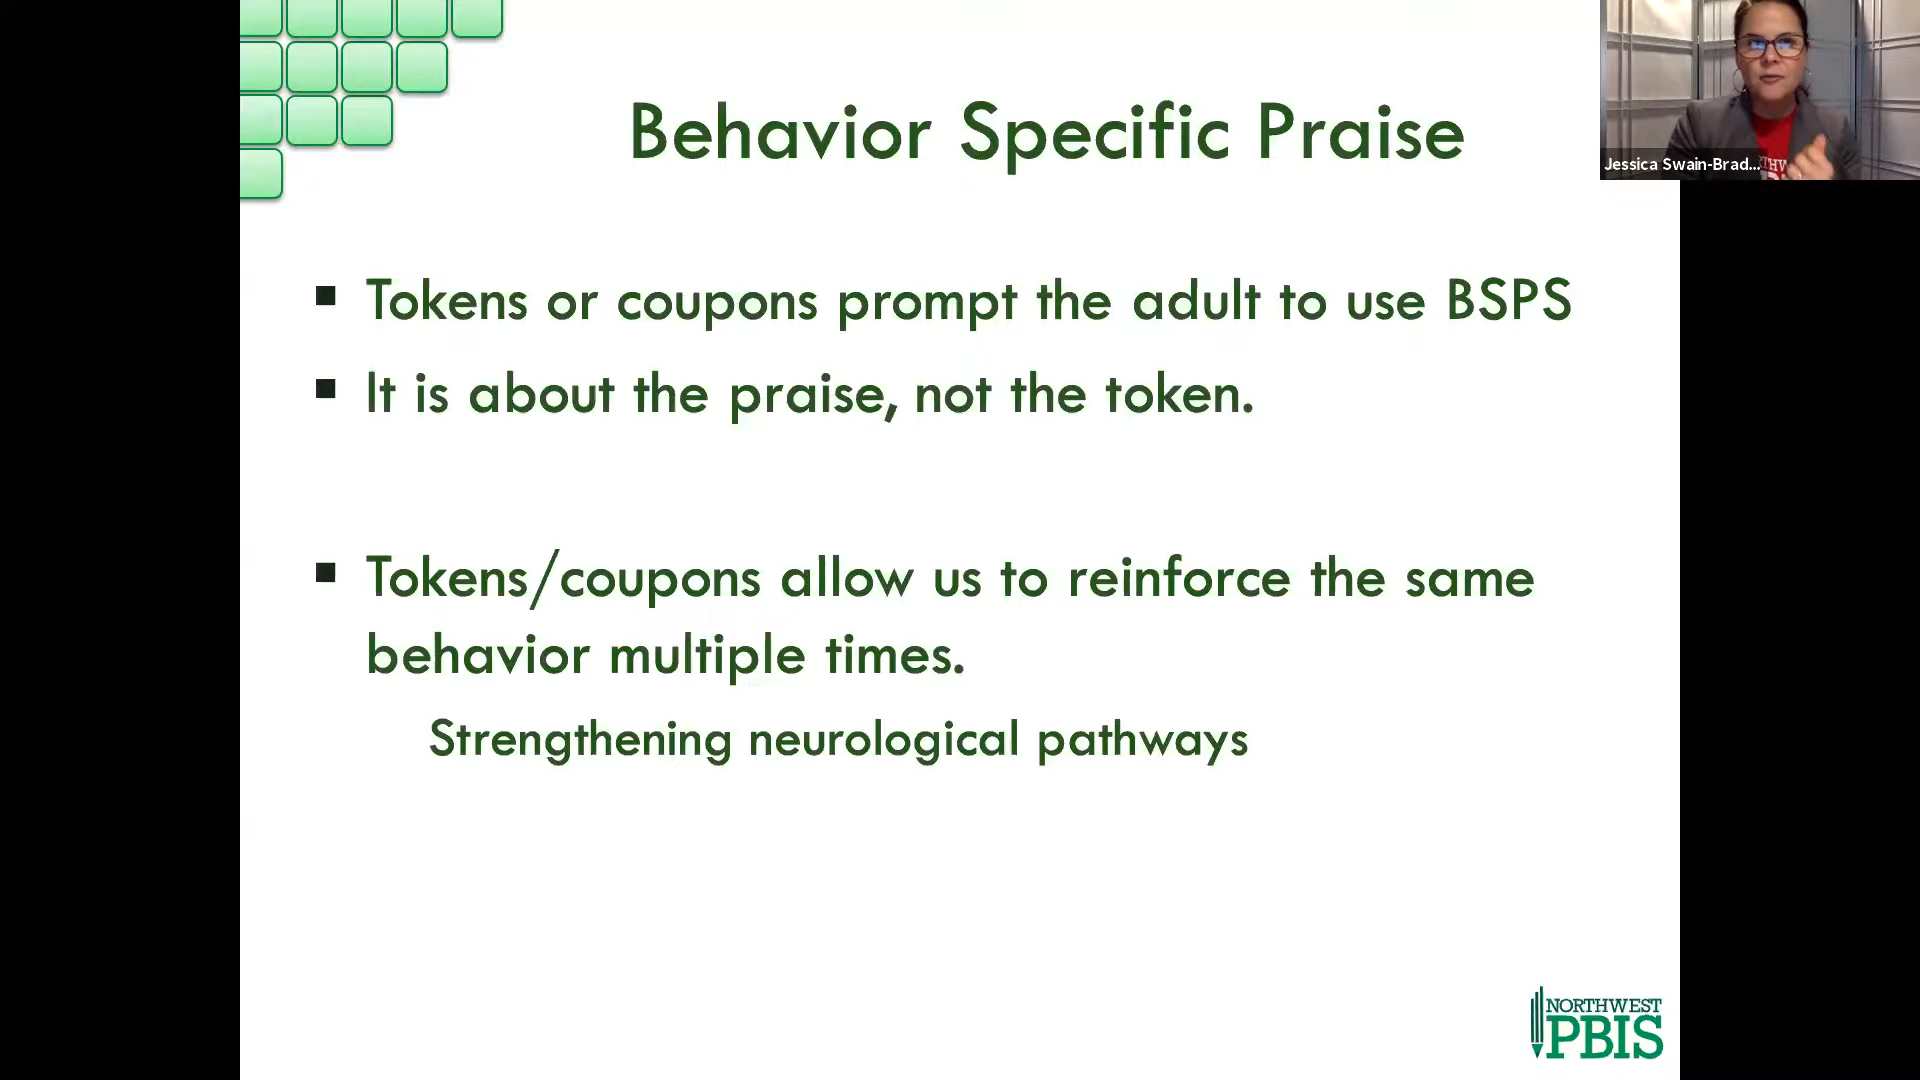 Behavior Specific Praise
Jessica Swain-Brad...
Tokens or coupons prompt the adult to use BSPS
It is about the praise, not the token.
Tokens/coupons allow us to reinforce the same
behavior multiple times.
Strengthening neurological pathways
NORTHWEST
PBIS